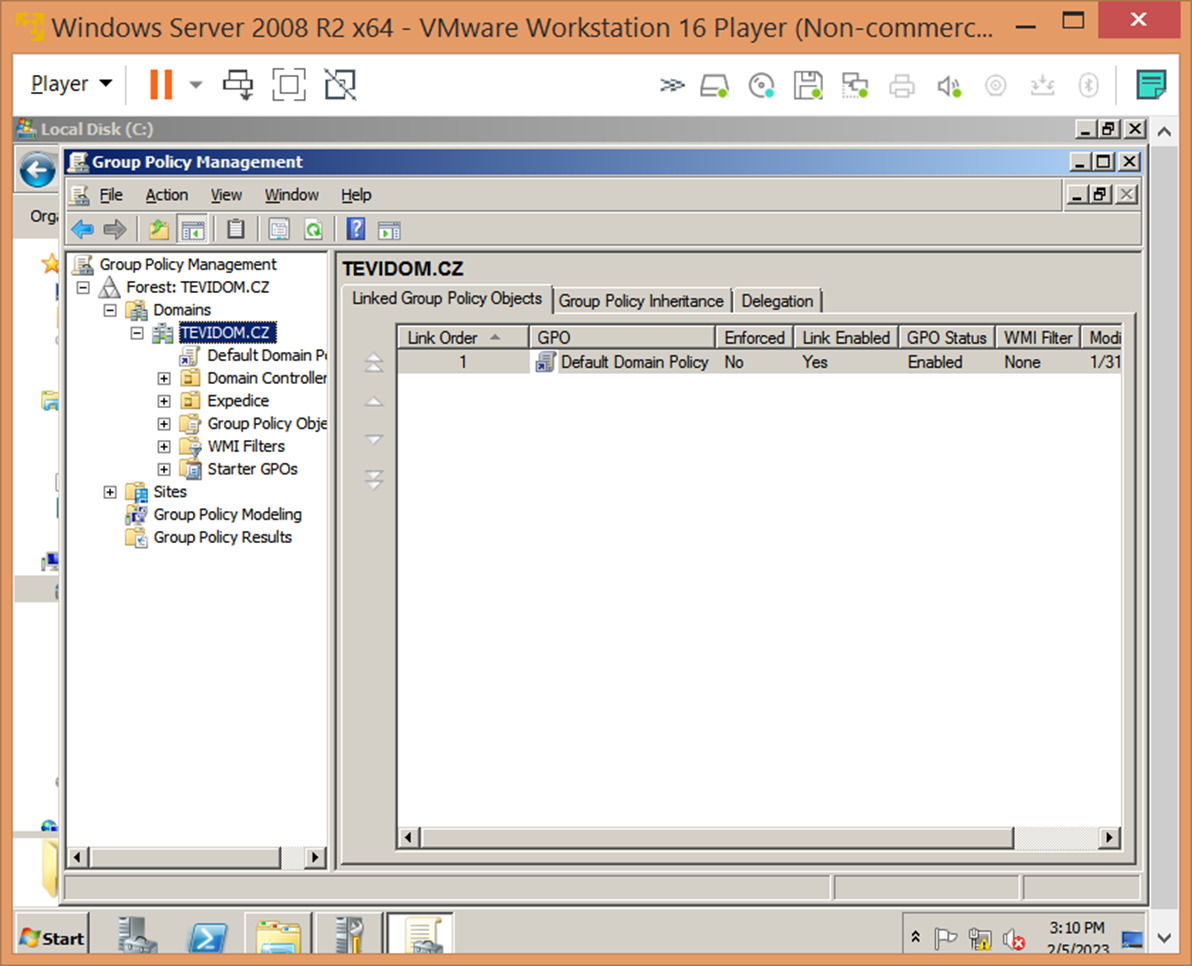 Windows Server 2008 R2 x64 - VMware Workstation 16 Player (Non-commerc...
Player
Local Disk (C:)
Group Policy Management
File Action View Window Help
Orga
Group Policy Management
Forest: TEVIDOM.CZ
Domains
TEVIDOM.CZ
Default Domain P
Domain Controller
Expedice
Group Policy Obje
WMI Filters
Starter GPOs
Sites
Group Policy Modeling
Group Policy Results
TEVIDOM.CZ
Linked Group Policy Objects Group Policy Inheritance Delegation
Link Order GPO Enforced Link Enabled GPO Status WMI Filter Modi
1 Default Domain Policy No Yes Enabled None 1/31
Start
3:10 PM
2/5/2023